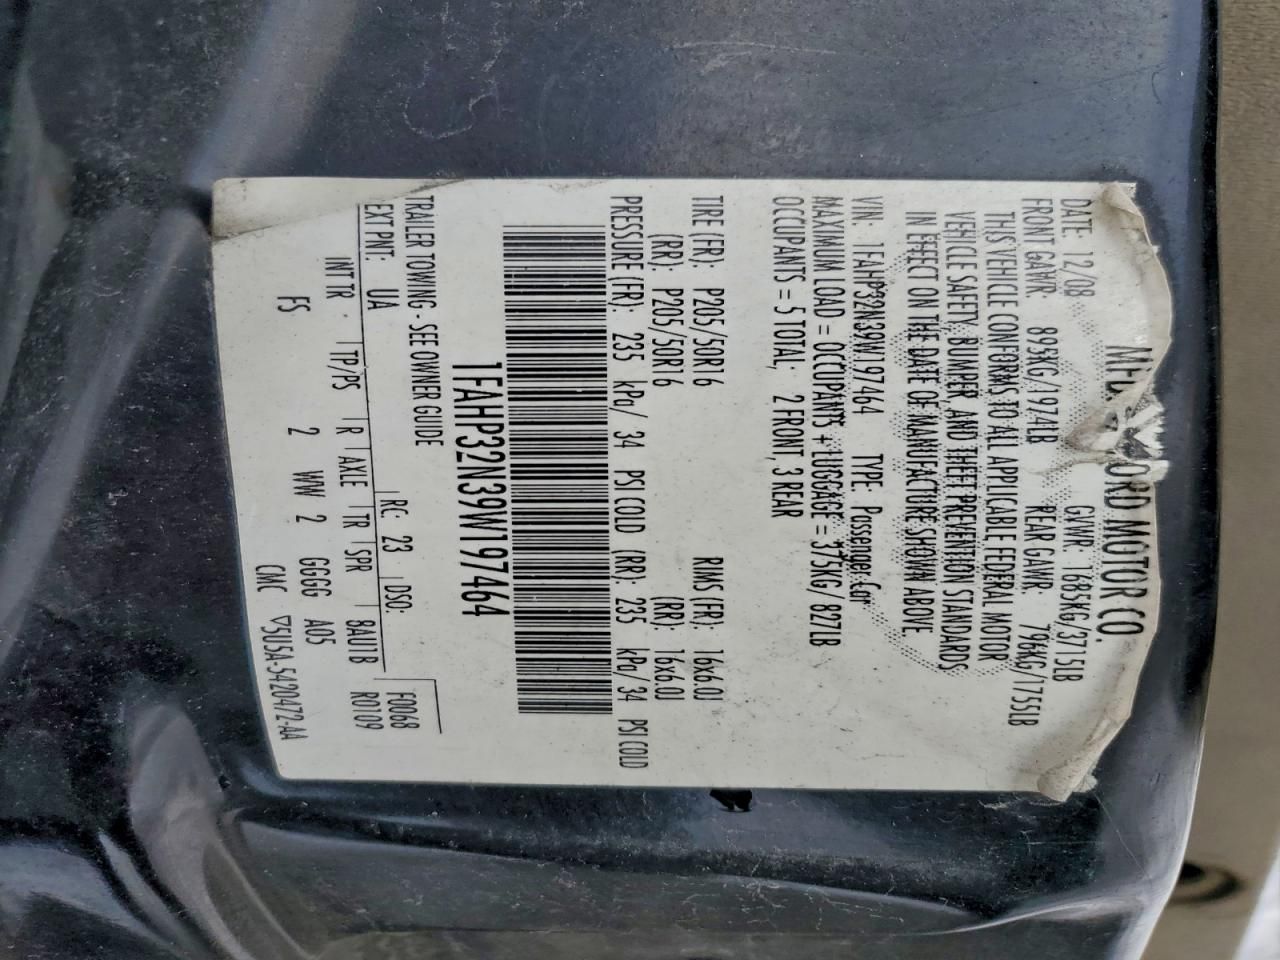 MFD. FORD MOTOR CO.
DATE: 12/08 GVWR: 1685KG/3715LB
FRONT GAWR: 895KG/1974LB REAR GAWR: 796KG/1755LB
THIS VEHICLE CONFORMS TO ALL APPLICABLE FEDERAL MOTOR
VEHICLE SAFETY, BUMPER, AND THEFT PREVENTION STANDARDS
IN EFFECT ON THE DATE OF MANUFACTURE SHOWN ABOVE.
VIN: 1FAHP32N39W197464 TYPE: Passenger Car
MAXIMUM LOAD = OCCUPANTS + LUGGAGE = 375KG/ 827LB
OCCUPANTS = 5 TOTAL, 2 FRONT, 3 REAR
TIRE (FR): P205/50R16 RIMS (FR): 16X6.0J
(RR): P205/50R16 (RR): 16X6.0J
PRESSURE (FR): 235 kPa/ 34 PSI COLD (RR): 235 kPa/ 34 PSI COLD
1FAHP32N39W197464
TRAILER TOWING - SEE OWNER GUIDE F0068
EXT PNT: UA RC: 23 DSO: R0109
INT TR TP/PS R AXLE TR SPR 8AU1B
F5 2 WW 2 GGGG A05
CMC ▽5U5A-5420472-AA